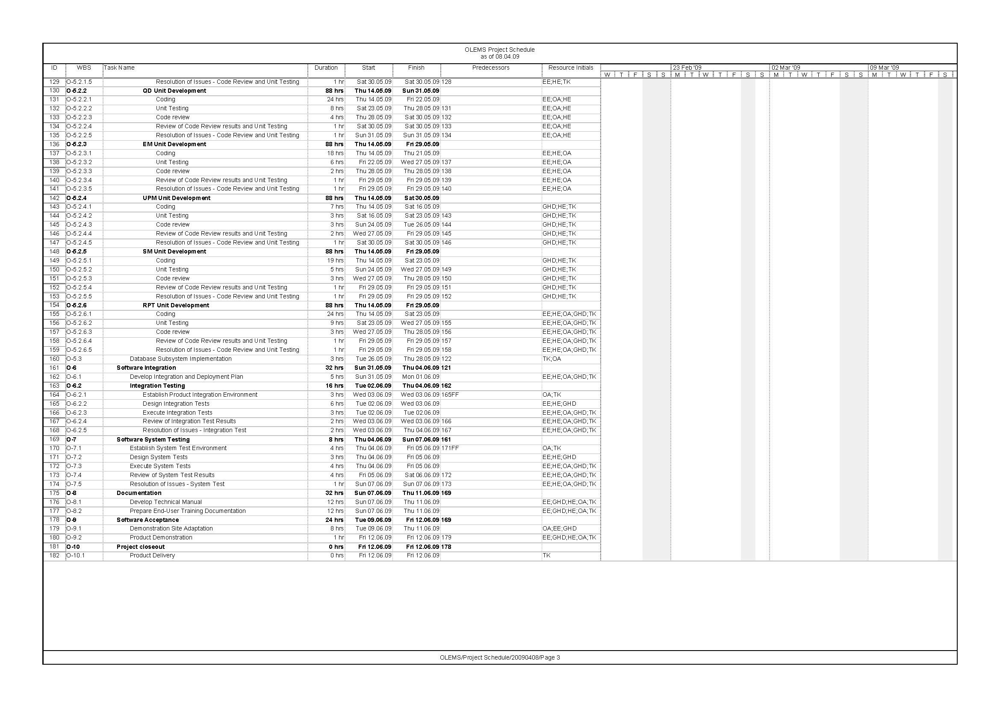 OLEMS Project Schedule
as of 08.04.09
ID WBS Task Name Duration Start Finish Predecessors Resource Initials 23 Feb '09 02 Mar '09 09 Mar '09
W T F S S M T W T F S S M T W T F S S M T W T F S
129 O-5.2.1.5 Resolution of Issues - Code Review and Unit Testing 1 hr Sat 30.05.09 Sat 30.05.09 128 EE;HE;TK
130 O-5.2.2 QD Unit Development 88 hrs Thu 14.05.09 Sun 31.05.09
131 O-5.2.2.1 Coding 24 hrs Thu 14.05.09 Fri 22.05.09 EE;OA;HE
132 O-5.2.2.2 Unit Testing 8 hrs Sat 23.05.09 Thu 28.05.09 131 EE;OA;HE
133 O-5.2.2.3 Code review 4 hrs Thu 28.05.09 Sat 30.05.09 132 EE;OA;HE
134 O-5.2.2.4 Review of Code Review results and Unit Testing 1 hr Sat 30.05.09 Sat 30.05.09 133 EE;OA;HE
135 O-5.2.2.5 Resolution of Issues - Code Review and Unit Testing 1 hr Sun 31.05.09 Sun 31.05.09 134 EE;OA;HE
136 O-5.2.3 EM Unit Development 88 hrs Thu 14.05.09 Fri 29.05.09
137 O-5.2.3.1 Coding 18 hrs Thu 14.05.09 Thu 21.05.09 EE;HE;OA
138 O-5.2.3.2 Unit Testing 6 hrs Fri 22.05.09 Wed 27.05.09 137 EE;HE;OA
139 O-5.2.3.3 Code review 2 hrs Thu 28.05.09 Thu 28.05.09 138 EE;HE;OA
140 O-5.2.3.4 Review of Code Review results and Unit Testing 1 hr Fri 29.05.09 Fri 29.05.09 139 EE;HE;OA
141 O-5.2.3.5 Resolution of Issues - Code Review and Unit Testing 1 hr Fri 29.05.09 Fri 29.05.09 140 EE;HE;OA
142 O-5.2.4 UPM Unit Development 88 hrs Thu 14.05.09 Sat 30.05.09
143 O-5.2.4.1 Coding 7 hrs Thu 14.05.09 Sat 16.05.09 GHD;HE;TK
144 O-5.2.4.2 Unit Testing 3 hrs Sat 16.05.09 Sat 23.05.09 143 GHD;HE;TK
145 O-5.2.4.3 Code review 3 hrs Sun 24.05.09 Tue 26.05.09 144 GHD;HE;TK
146 O-5.2.4.4 Review of Code Review results and Unit Testing 2 hrs Wed 27.05.09 Fri 29.05.09 145 GHD;HE;TK
147 O-5.2.4.5 Resolution of Issues - Code Review and Unit Testing 1 hr Sat 30.05.09 Sat 30.05.09 146 GHD;HE;TK
148 O-5.2.5 SM Unit Development 88 hrs Thu 14.05.09 Fri 29.05.09
149 O-5.2.5.1 Coding 19 hrs Thu 14.05.09 Sat 23.05.09 GHD;HE;TK
150 O-5.2.5.2 Unit Testing 5 hrs Sun 24.05.09 Wed 27.05.09 149 GHD;HE;TK
151 O-5.2.5.3 Code review 3 hrs Wed 27.05.09 Thu 28.05.09 150 GHD;HE;TK
152 O-5.2.5.4 Review of Code Review results and Unit Testing 1 hr Fri 29.05.09 Fri 29.05.09 151 GHD;HE;TK
153 O-5.2.5.5 Resolution of Issues - Code Review and Unit Testing 1 hr Fri 29.05.09 Fri 29.05.09 152 GHD;HE;TK
154 O-5.2.6 RPT Unit Development 88 hrs Thu 14.05.09 Fri 29.05.09
155 O-5.2.6.1 Coding 24 hrs Thu 14.05.09 Sat 23.05.09 EE;HE;OA;GHD;TK
156 O-5.2.6.2 Unit Testing 9 hrs Sat 23.05.09 Wed 27.05.09 155 EE;HE;OA;GHD;TK
157 O-5.2.6.3 Code review 3 hrs Wed 27.05.09 Thu 28.05.09 156 EE;HE;OA;GHD;TK
158 O-5.2.6.4 Review of Code Review results and Unit Testing 1 hr Fri 29.05.09 Fri 29.05.09 157 EE;HE;OA;GHD;TK
159 O-5.2.6.5 Resolution of Issues - Code Review and Unit Testing 1 hr Fri 29.05.09 Fri 29.05.09 158 EE;HE;OA;GHD;TK
160 O-5.3 Database Subsystem Implementation 3 hrs Tue 26.05.09 Thu 28.05.09 122 TK;OA
161 O-6 Software Integration 32 hrs Sun 31.05.09 Thu 04.06.09 121
162 O-6.1 Develop Integration and Deployment Plan 5 hrs Sun 31.05.09 Mon 01.06.09 EE;HE;OA;GHD;TK
163 O-6.2 Integration Testing 16 hrs Tue 02.06.09 Thu 04.06.09 162
164 O-6.2.1 Establish Product Integration Environment 3 hrs Wed 03.06.09 Wed 03.06.09 165FF OA;TK
165 O-6.2.2 Design Integration Tests 6 hrs Tue 02.06.09 Wed 03.06.09 EE;HE;GHD
166 O-6.2.3 Execute Integration Tests 3 hrs Tue 02.06.09 Tue 02.06.09 EE;HE;OA;GHD;TK
167 O-6.2.4 Review of Integration Test Results 2 hrs Wed 03.06.09 Wed 03.06.09 166 EE;HE;OA;GHD;TK
168 O-6.2.5 Resolution of Issues - Integration Test 2 hrs Wed 03.06.09 Thu 04.06.09 167 EE;HE;OA;GHD;TK
169 O-7 Software System Testing 8 hrs Thu 04.06.09 Sun 07.06.09 161
170 O-7.1 Establish System Test Environment 4 hrs Thu 04.06.09 Fri 05.06.09 171FF OA;TK
171 O-7.2 Design System Tests 3 hrs Thu 04.06.09 Fri 05.06.09 EE;HE;GHD
172 O-7.3 Execute System Tests 4 hrs Thu 04.06.09 Fri 05.06.09 EE;HE;OA;GHD;TK
173 O-7.4 Review of System Test Results 4 hrs Fri 05.06.09 Sat 06.06.09 172 EE;HE;OA;GHD;TK
174 O-7.5 Resolution of Issues - System Test 1 hr Sun 07.06.09 Sun 07.06.09 173 EE;HE;OA;GHD;TK
175 O-8 Documentation 32 hrs Sun 07.06.09 Thu 11.06.09 169
176 O-8.1 Develop Technical Manual 12 hrs Sun 07.06.09 Thu 11.06.09 EE;GHD;HE;OA;TK
177 O-8.2 Prepare End-User Training Documentation 12 hrs Sun 07.06.09 Thu 11.06.09 EE;GHD;HE;OA;TK
178 O-9 Software Acceptance 24 hrs Tue 09.06.09 Fri 12.06.09 169
179 O-9.1 Demonstration Site Adaptation 8 hrs Tue 09.06.09 Thu 11.06.09 OA;EE;GHD
180 O-9.2 Product Demonstration 1 hr Fri 12.06.09 Fri 12.06.09 179 EE;GHD;HE;OA;TK
181 O-10 Project closeout 0 hrs Fri 12.06.09 Fri 12.06.09 178
182 O-10.1 Product Delivery 0 hrs Fri 12.06.09 Fri 12.06.09 TK
OLEMS/Project Schedule/20090408/Page 3